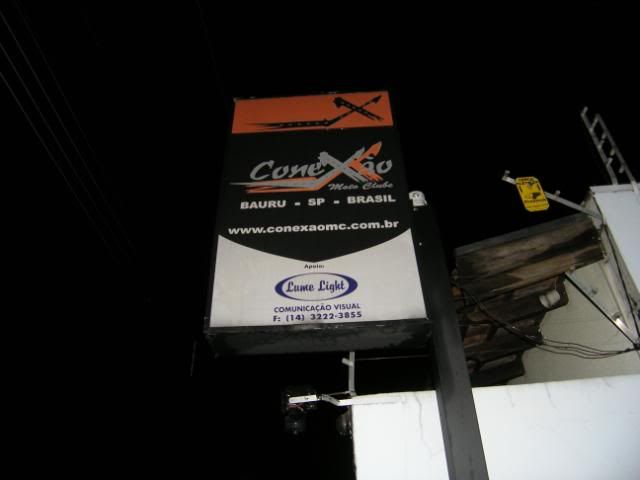 Conexão
Moto Clube
BAURU - SP - BRASIL
www.conexaomc.com.br
Apoio:
Lume Light
COMUNICAÇÃO VISUAL
F: (14) 3222-3855